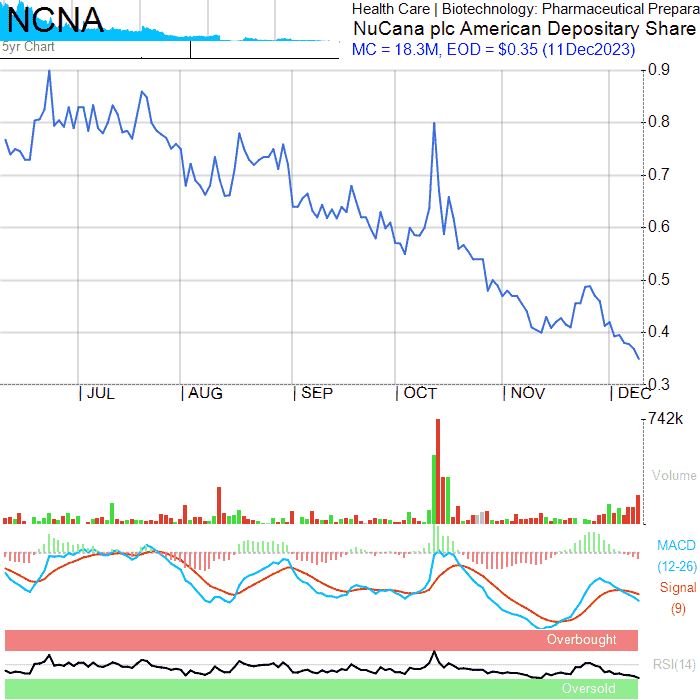 NCNA
5yr Chart
Health Care | Biotechnology: Pharmaceutical Prepara
NuCana plc American Depositary Share
MC = 18.3M, EOD = $0.35 (11Dec2023)
0.9
0.8
0.7
0.6
0.5
0.4
0.3
JUL
AUG
SEP
OCT
NOV
DEC
742k
Volume
MACD
(12-26)
Signal
(9)
Overbought
RSI(14)
Oversold